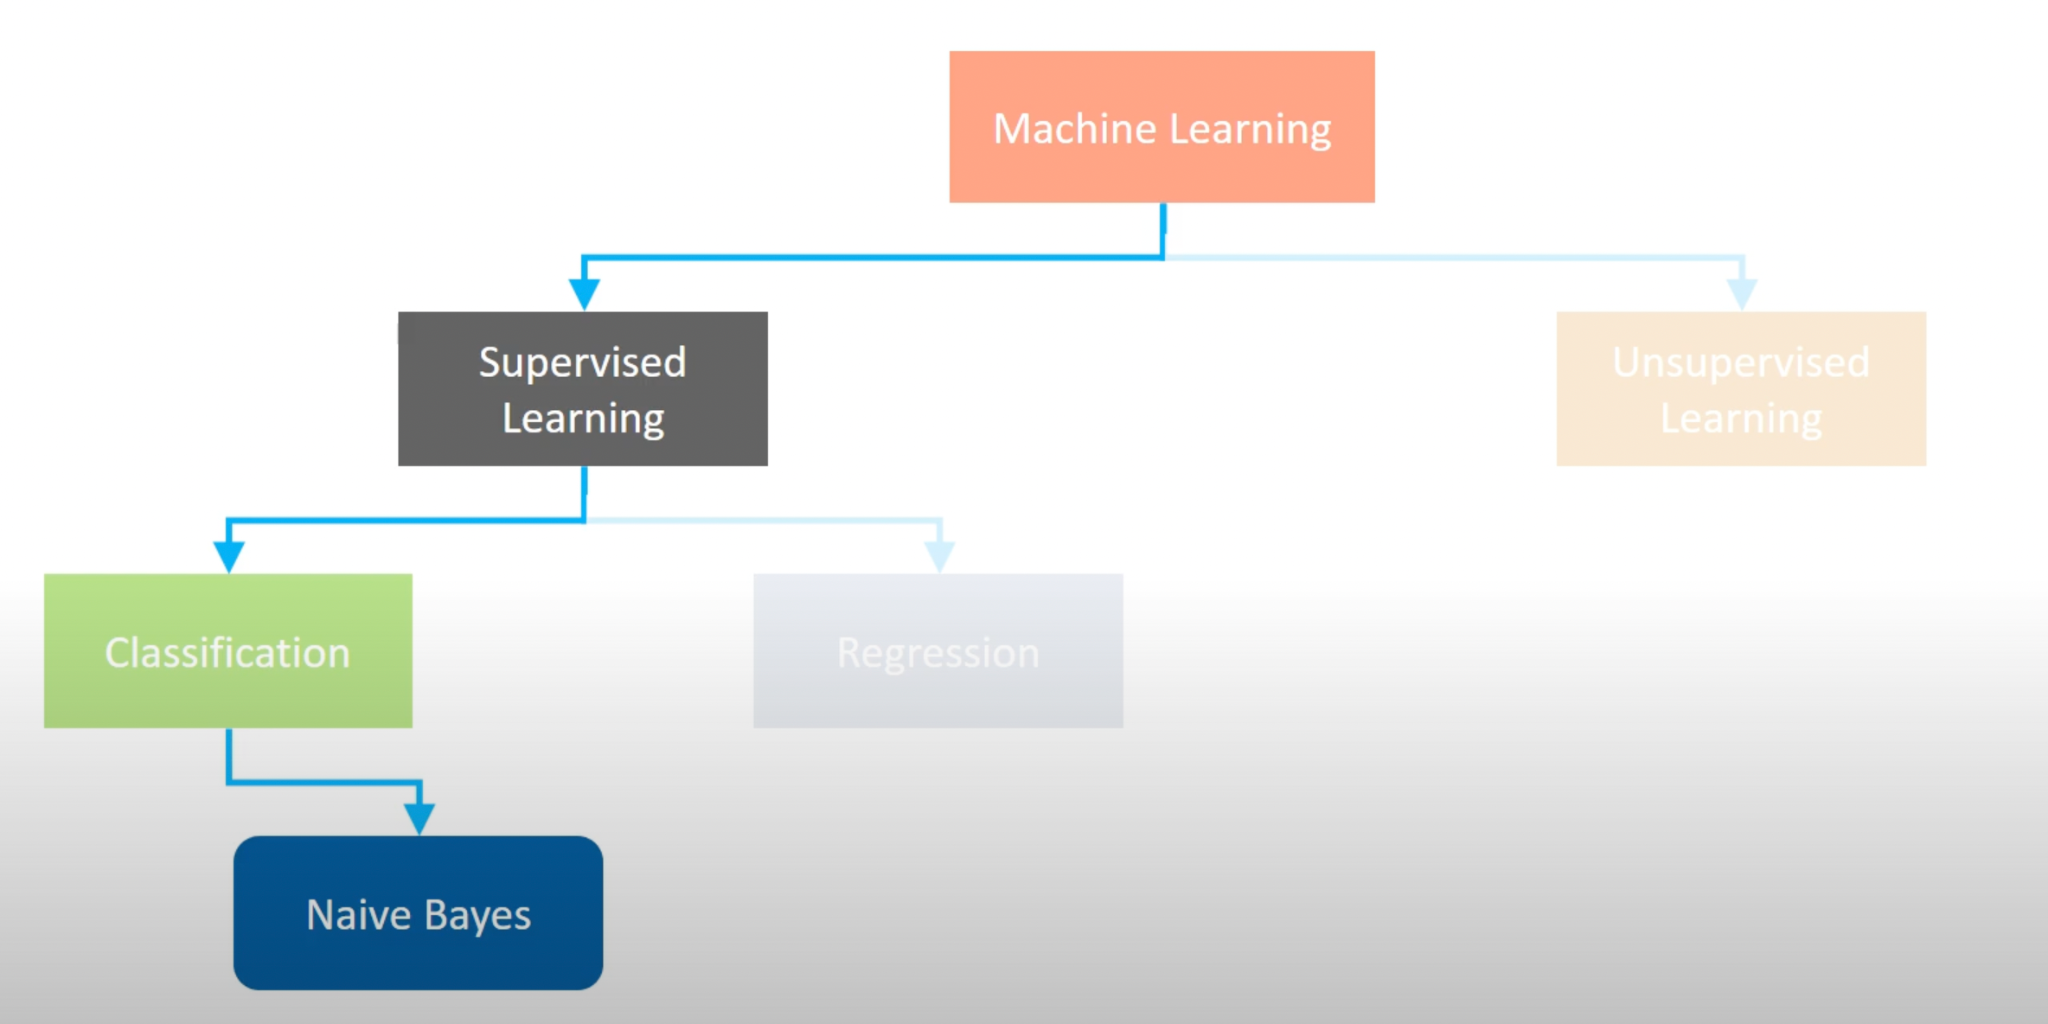 Machine Learning
Supervised
Learning
Unsupervised
Learning
Classification
Regression
Naive Bayes